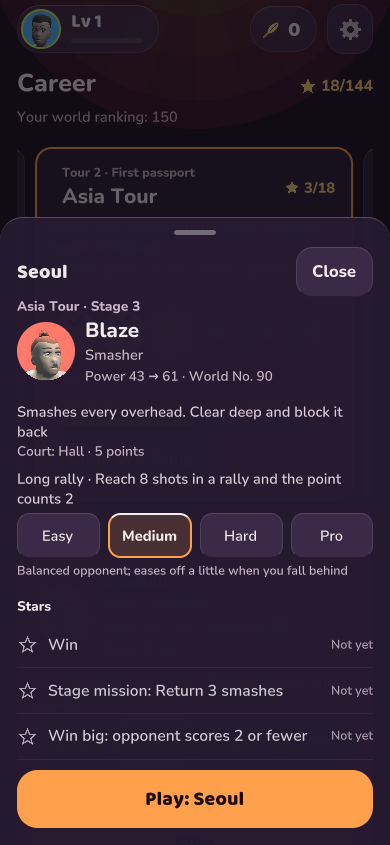 Lv 1
0
Career
18/144
Your world ranking: 150
Tour 2 · First passport
Asia Tour
3/18
Seoul
Close
Asia Tour · Stage 3
Blaze
Smasher
Power 43 → 61 · World No. 90
Smashes every overhead. Clear deep and block it
back
Court: Hall · 5 points
Long rally · Reach 8 shots in a rally and the point
counts 2
Easy
Medium
Hard
Pro
Balanced opponent; eases off a little when you fall behind
Stars
Win
Not yet
Stage mission: Return 3 smashes
Not yet
Win big: opponent scores 2 or fewer
Not yet
Play: Seoul